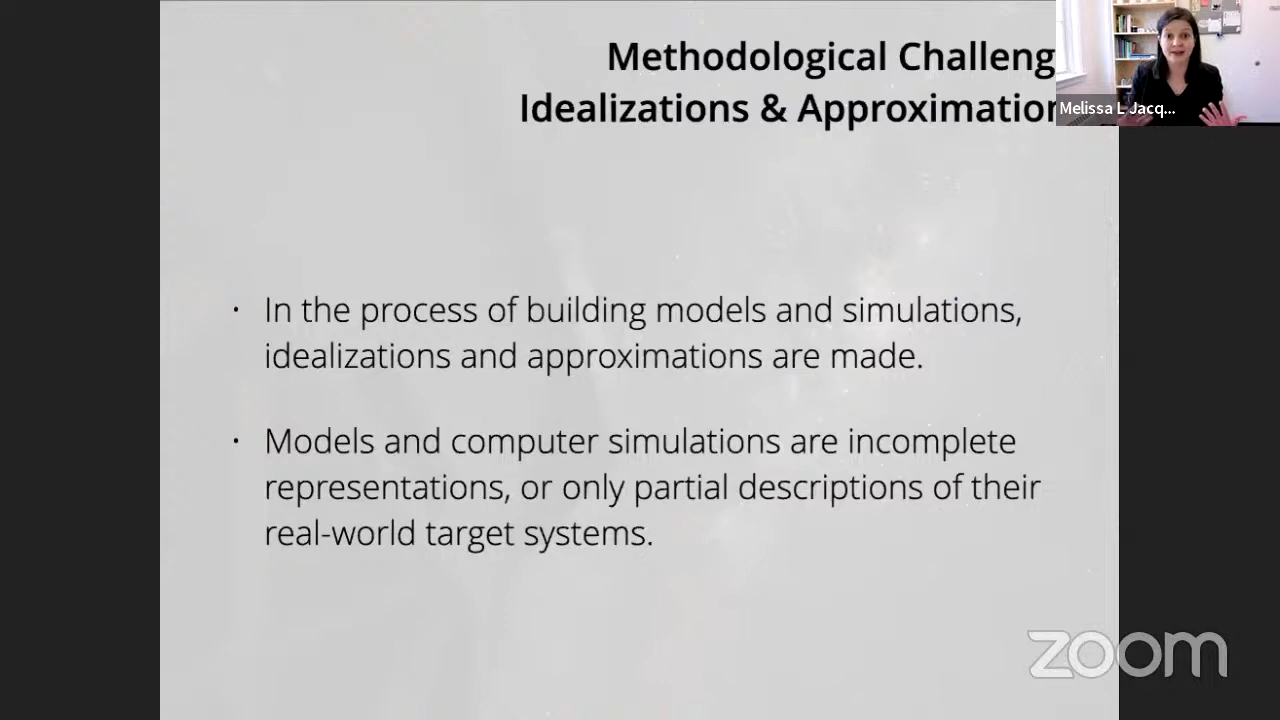 Methodological Challeng
Idealizations & Approximation
Melissa L Jacq...
· In the process of building models and simulations,
idealizations and approximations are made.
· Models and computer simulations are incomplete
representations, or only partial descriptions of their
real-world target systems.
zoom